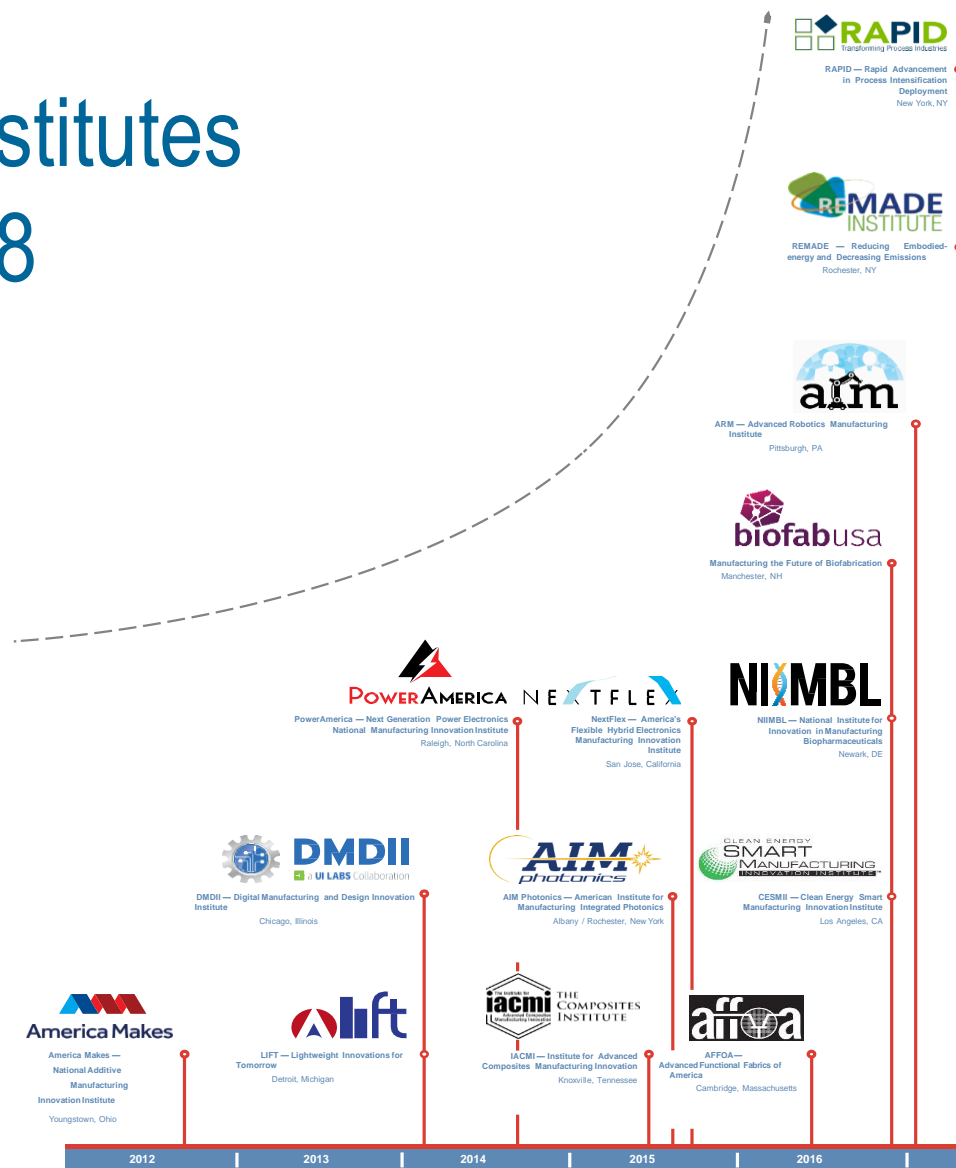 stitutes
8
RAPID
Transforming Process Industries
RAPID — Rapid Advancement
in Process Intensification
Deployment
New York, NY
REMADE
INSTITUTE
REMADE — Reducing Embodied-
energy and Decreasing Emissions
Rochester, NY
arm
ARM — Advanced Robotics Manufacturing
Institute
Pittsburgh, PA
biofabusa
Manufacturing the Future of Biofabrication
Manchester, NH
POWERAMERICA
PowerAmerica — Next Generation Power Electronics
National Manufacturing Innovation Institute
Raleigh, North Carolina
NEXTFLEX
NextFlex — America's
Flexible Hybrid Electronics
Manufacturing Innovation
Institute
San Jose, California
NIIMBL
NIIMBL — National Institute for
Innovation in Manufacturing
Biopharmaceuticals
Newark, DE
DMDII
a UI LABS Collaboration
DMDII — Digital Manufacturing and Design Innovation
Institute
Chicago, Illinois
AIM
photonics
AIM Photonics — American Institute for
Manufacturing Integrated Photonics
Albany / Rochester, New York
CLEAN ENERGY
SMART
MANUFACTURING
INNOVATION INSTITUTE™
CESMII — Clean Energy Smart
Manufacturing Innovation Institute
Los Angeles, CA
America Makes
America Makes —
National Additive
Manufacturing
Innovation Institute
Youngstown, Ohio
lift
LIFT — Lightweight Innovations for
Tomorrow
Detroit, Michigan
The Institute for
iacmi
Advanced Composites
Manufacturing Innovation
THE
COMPOSITES
INSTITUTE
IACMI — Institute for Advanced
Composites Manufacturing Innovation
Knoxville, Tennessee
affoa
AFFOA —
Advanced Functional Fabrics of
America
Cambridge, Massachusetts
2012 2013 2014 2015 2016